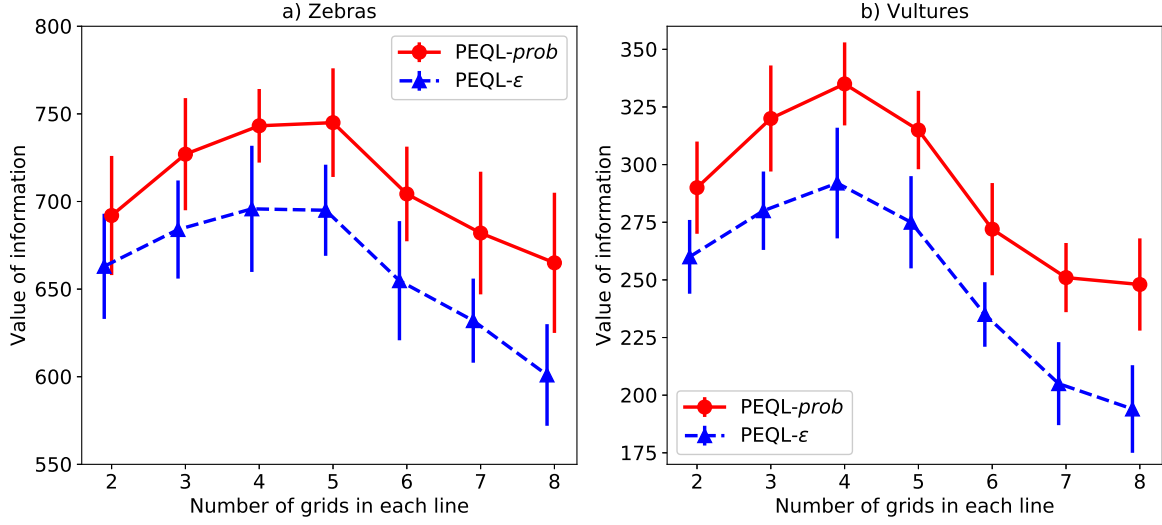 a) Zebras
800
750
700
650
600
550
Value of information
2 3 4 5 6 7 8
Number of grids in each line
PEQL-prob
PEQL-ε
b) Vultures
350
325
300
275
250
225
200
175
Value of information
2 3 4 5 6 7 8
Number of grids in each line
PEQL-prob
PEQL-ε